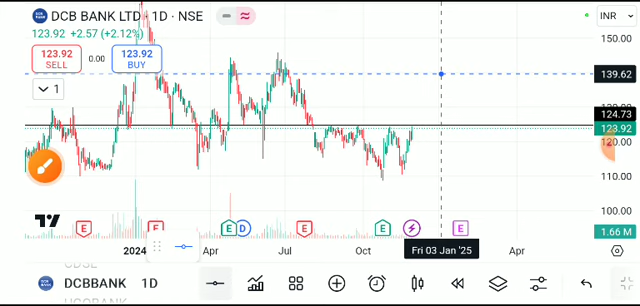 DCB BANK LTD · 1D · NSE
INR
123.92 +2.57 (+2.12%)
123.92
SELL
0.00
123.92
BUY
1
150.00
139.62
124.73
123.92
120.00
110.00
100.00
1.66 M
E
E
E
D
E
E
E
2024
Apr
Jul
Oct
Fri 03 Jan '25
Apr
DCBBANK 1D